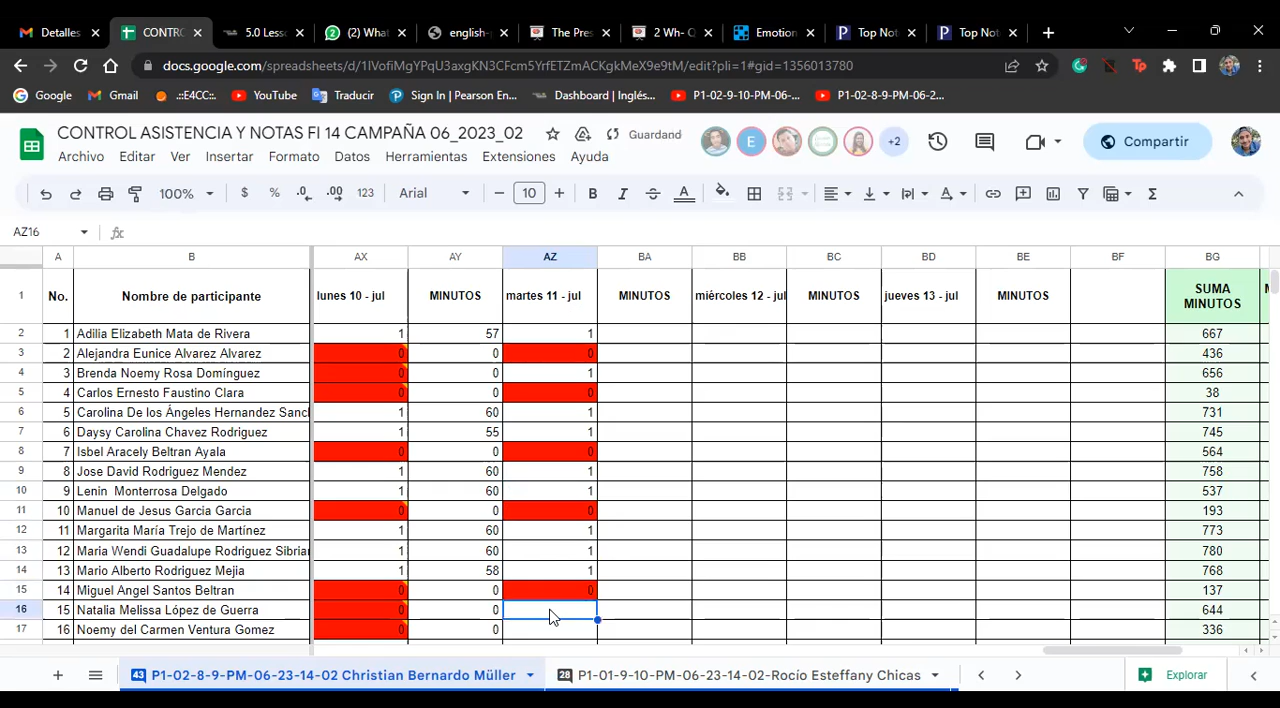 Detalles
CONTRO
5.0 Less
(2) What
english-
The Pres
2 Wh- Q
Emotion
Top Not
Top Not
docs.google.com/spreadsheets/d/1IVofiMgYPqU3axgKN3CFcm5YrfETZmACKgkMeX9e9tM/edit?pli=1#gid=1356013780
Google
Gmail
.::E4CC::.
YouTube
Traducir
Sign In | Pearson En...
Dashboard | Inglés...
P1-02-9-10-PM-06-...
P1-02-8-9-PM-06-2...
CONTROL ASISTENCIA Y NOTAS FI 14 CAMPAÑA 06_2023_02
Guardand
E
+2
Compartir
Archivo Editar Ver Insertar Formato Datos Herramientas Extensiones Ayuda
100% $ % .0 .00 123 Arial 10 B I S A
AZ16 fx
A B AX AY AZ BA BB BC BD BE BF BG
1 No. Nombre de participante lunes 10 - jul MINUTOS martes 11 - jul MINUTOS miércoles 12 - jul MINUTOS jueves 13 - jul MINUTOS SUMA MINUTOS M
2 1 Adilia Elizabeth Mata de Rivera 1 57 1 667
3 2 Alejandra Eunice Alvarez Alvarez 0 0 0 436
4 3 Brenda Noemy Rosa Domínguez 0 0 1 656
5 4 Carlos Ernesto Faustino Clara 0 0 0 38
6 5 Carolina De los Ángeles Hernandez Sanc 1 60 1 731
7 6 Daysy Carolina Chavez Rodriguez 1 55 1 745
8 7 Isbel Aracely Beltran Ayala 0 0 0 564
9 8 Jose David Rodriguez Mendez 1 60 1 758
10 9 Lenin Monterrosa Delgado 1 60 1 537
11 10 Manuel de Jesus Garcia Garcia 0 0 0 193
12 11 Margarita María Trejo de Martínez 1 60 1 773
13 12 Maria Wendi Guadalupe Rodriguez Sibrian 1 60 1 780
14 13 Mario Alberto Rodriguez Mejia 1 58 1 768
15 14 Miguel Angel Santos Beltran 0 0 0 137
16 15 Natalia Melissa López de Guerra 0 0 644
17 16 Noemy del Carmen Ventura Gomez 0 0 336
43 P1-02-8-9-PM-06-23-14-02 Christian Bernardo Müller
28 P1-01-9-10-PM-06-23-14-02-Rocío Esteffany Chicas
Explorar